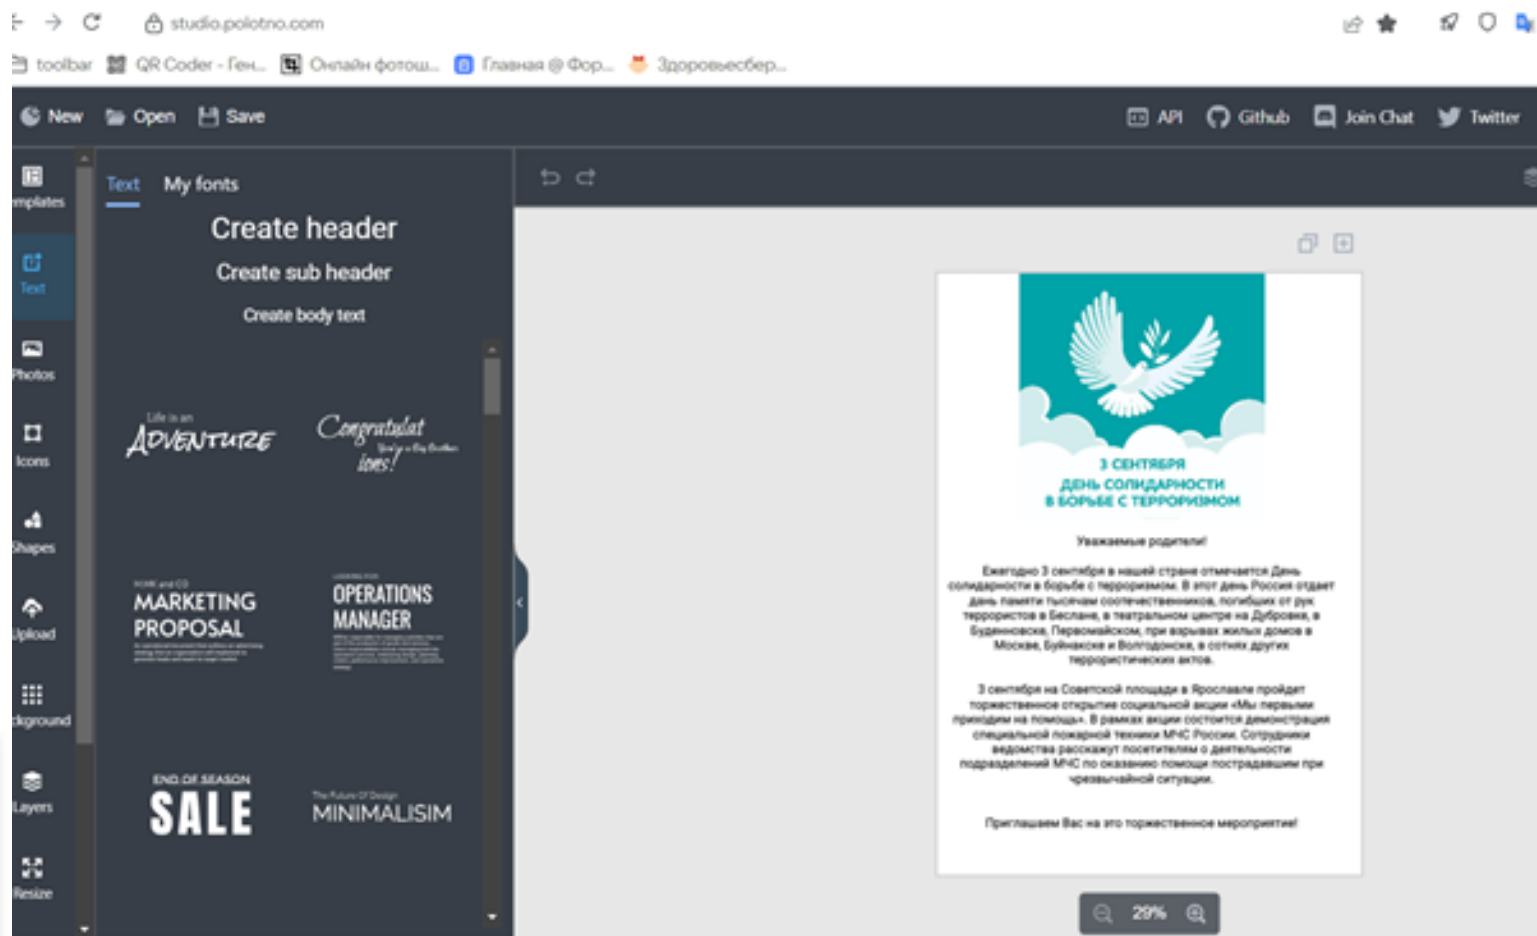 studio.polotno.com
toolbar QR Coder - Ген... Онлайн фотош... Главная @ Фор... Здоровьесбер...
New Open Save API Github Join Chat Twitter
mplates
Text
Photos
Icons
Shapes
Upload
ckground
Layers
Resize
Text My fonts
Create header
Create sub header
Create body text
Life is an
ADVENTURE
Congratulat
ions!
MARKETING
PROPOSAL
OPERATIONS
MANAGER
END OF SEASON
SALE
The Future Of Design
MINIMALISIM
3 СЕНТЯБРЯ
ДЕНЬ СОЛИДАРНОСТИ
В БОРЬБЕ С ТЕРРОРИЗМОМ
Уважаемые родители!
Ежегодно 3 сентября в нашей стране отмечается День
солидарности в борьбе с терроризмом. В этот день Россия отдает
дань памяти тысячам соотечественников, погибших от рук
террористов в Беслане, в театральном центре на Дубровке, в
Буденновске, Первомайском, при взрывах жилых домов в
Москве, Буйнакске и Волгодонске, в сотнях других
террористических актов.
3 сентября на Советской площади в Ярославле пройдет
торжественное открытие социальной акции «Мы первыми
приходим на помощь». В рамках акции состоится демонстрация
специальной пожарной техники МЧС России. Сотрудники
ведомства расскажут посетителям о деятельности
подразделений МЧС по оказанию помощи пострадавшим при
чрезвычайной ситуации.
Приглашаем Вас на это торжественное мероприятие!
29%